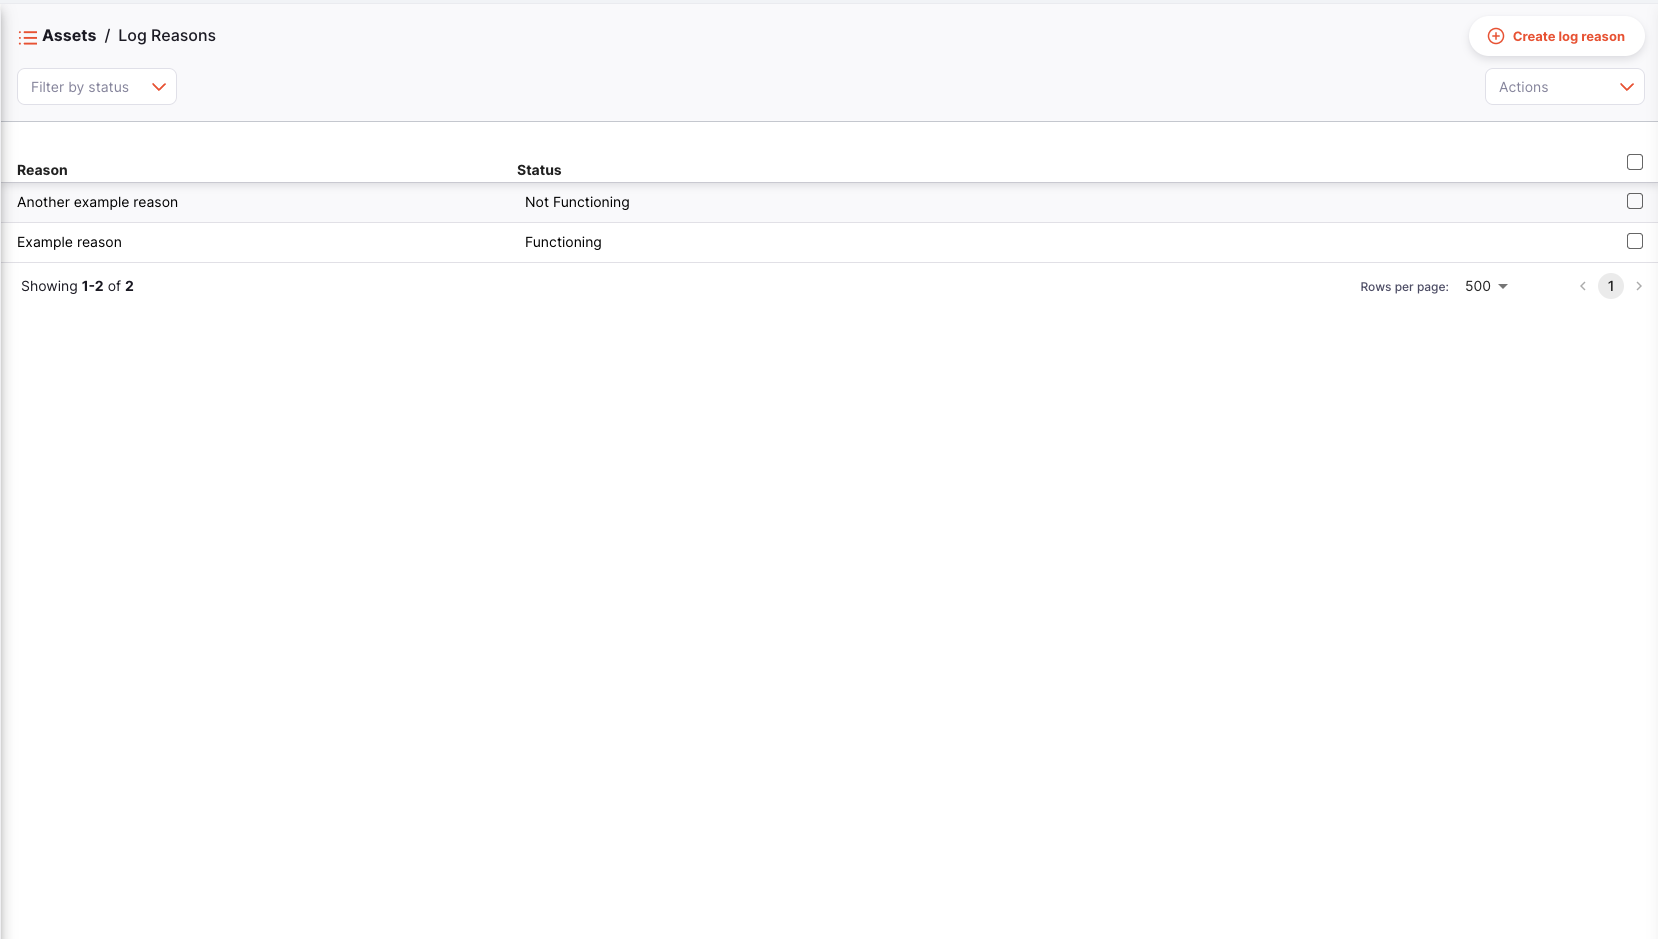 Assets / Log Reasons
Create log reason
Filter by status
Actions
Reason Status
Another example reason Not Functioning
Example reason Functioning
Showing 1-2 of 2 Rows per page: 500 1